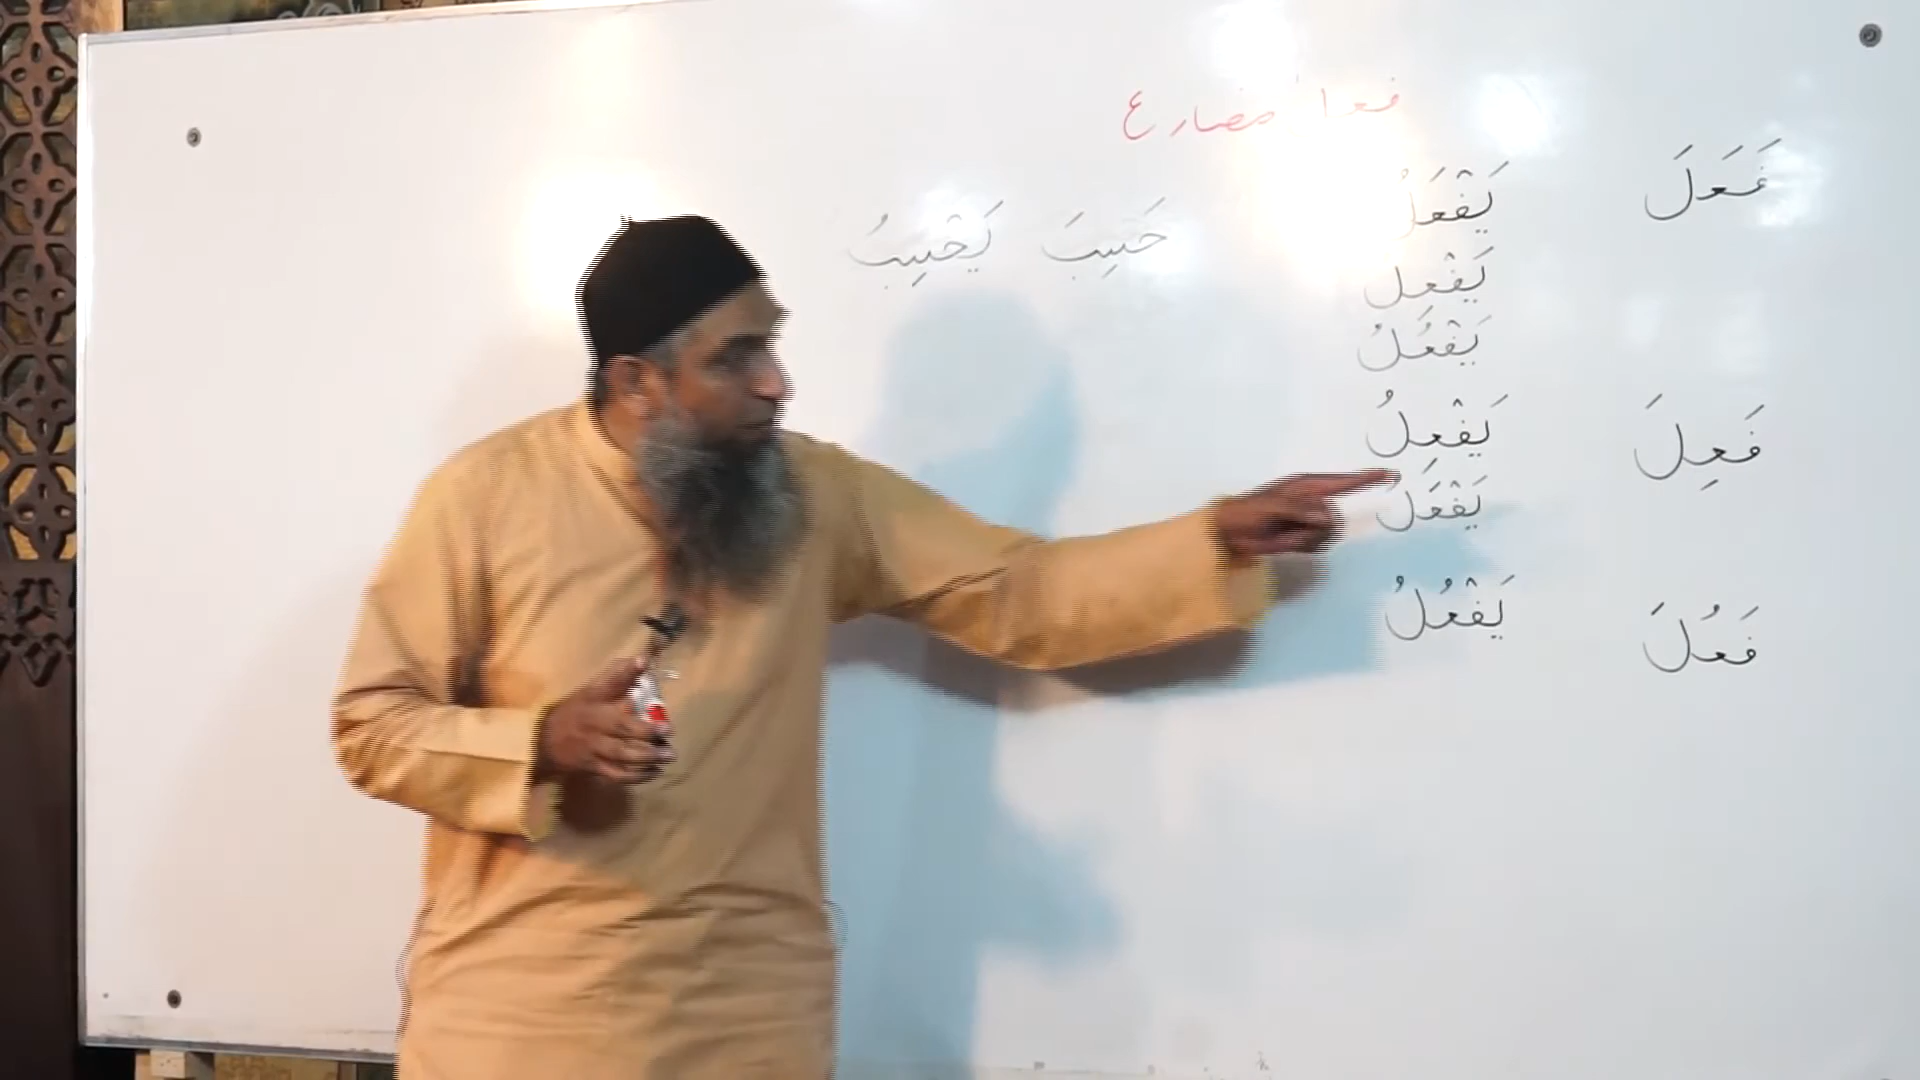 فعل مضارع
فَعَلَ يَفْعَلُ
حَسِبَ يَحْسِبُ
يَفْعِل
يَفْعُلُ
فَعِلَ يَفْعِلُ
يَفْعَلُ
فَعُلَ يَفْعُلُ